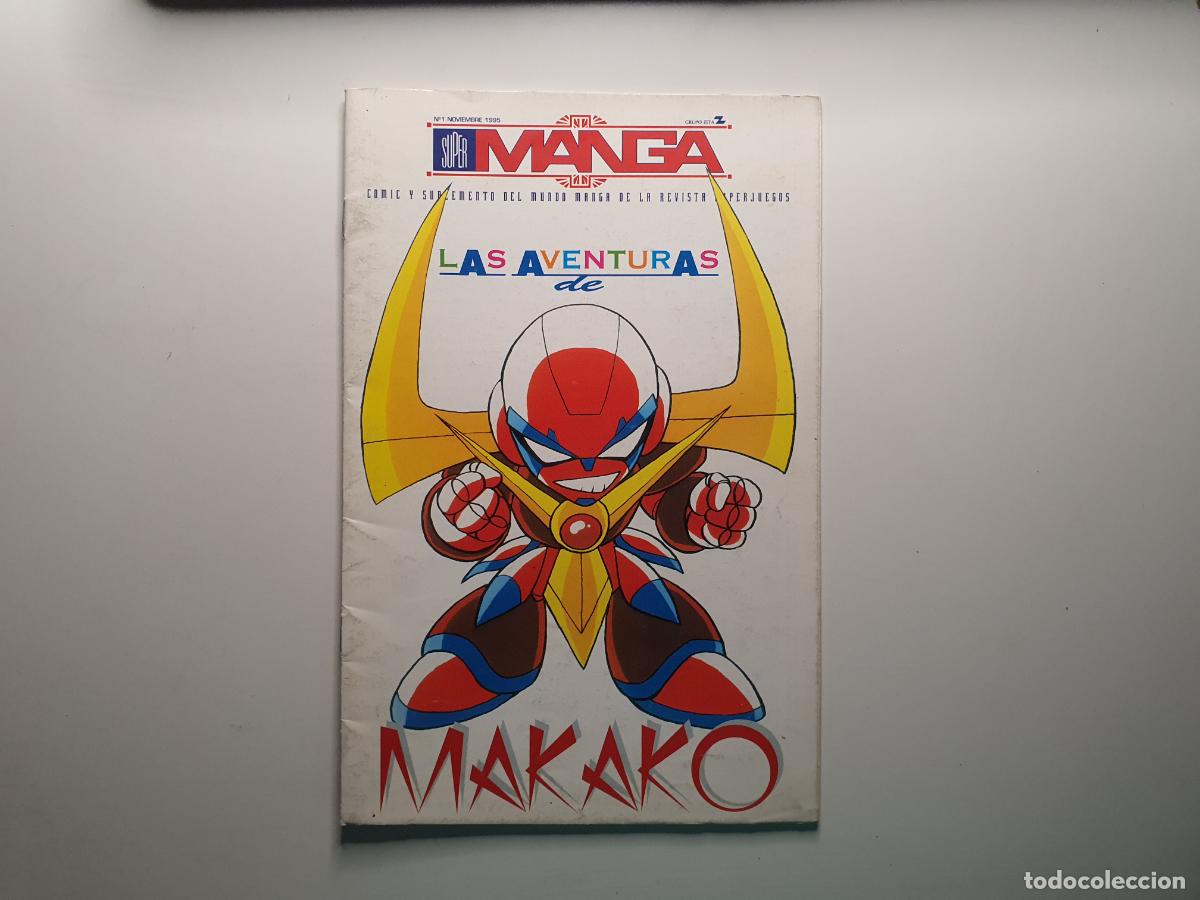 Nº1 NOVIEMBRE 1995
GRUPO ZETA Z
SUPER MANGA
COMIC Y SUPLEMENTO DEL MUNDO MANGA DE LA REVISTA SUPERJUEGOS
LAS AVENTURAS
de
MAKAKO
todocoleccion